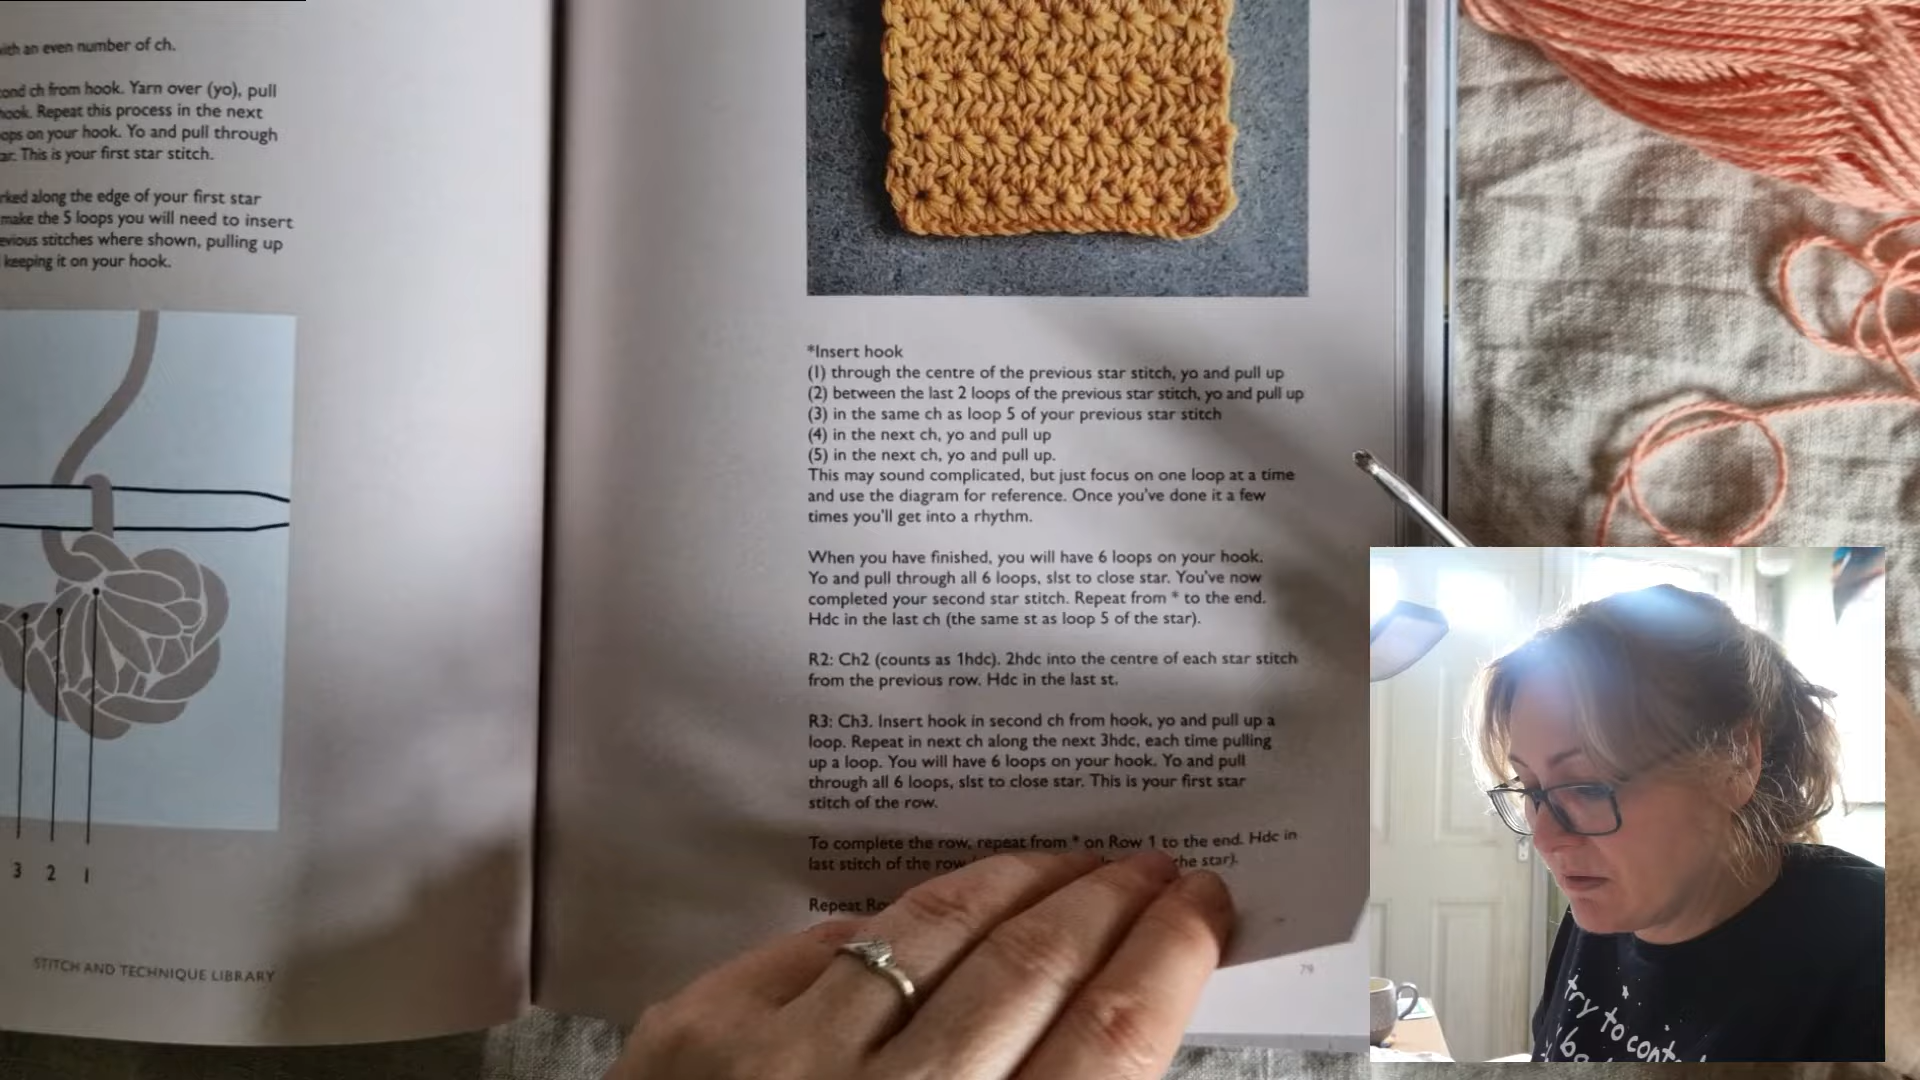 with an even number of ch.
ond ch from hook. Yarn over (yo), pull
hook. Repeat this process in the next
ops on your hook. Yo and pull through
ar. This is your first star stitch.
rked along the edge of your first star
make the 5 loops you will need to insert
evious stitches where shown, pulling up
keeping it on your hook.
3 2 1
STITCH AND TECHNIQUE LIBRARY
*Insert hook
(1) through the centre of the previous star stitch, yo and pull up
(2) between the last 2 loops of the previous star stitch, yo and pull up
(3) in the same ch as loop 5 of your previous star stitch
(4) in the next ch, yo and pull up
(5) in the next ch, yo and pull up.
This may sound complicated, but just focus on one loop at a time
and use the diagram for reference. Once you've done it a few
times you'll get into a rhythm.
When you have finished, you will have 6 loops on your hook.
Yo and pull through all 6 loops, slst to close star. You've now
completed your second star stitch. Repeat from * to the end.
Hdc in the last ch (the same st as loop 5 of the star).
R2: Ch2 (counts as 1hdc). 2hdc into the centre of each star stitch
from the previous row. Hdc in the last st.
R3: Ch3. Insert hook in second ch from hook, yo and pull up a
loop. Repeat in next ch along the next 3hdc, each time pulling
up a loop. You will have 6 loops on your hook. Yo and pull
through all 6 loops, slst to close star. This is your first star
stitch of the row.
To complete the row, repeat from * on Row 1 to the end. Hdc in
last stitch of the row the star).
Repeat
79
try to conta